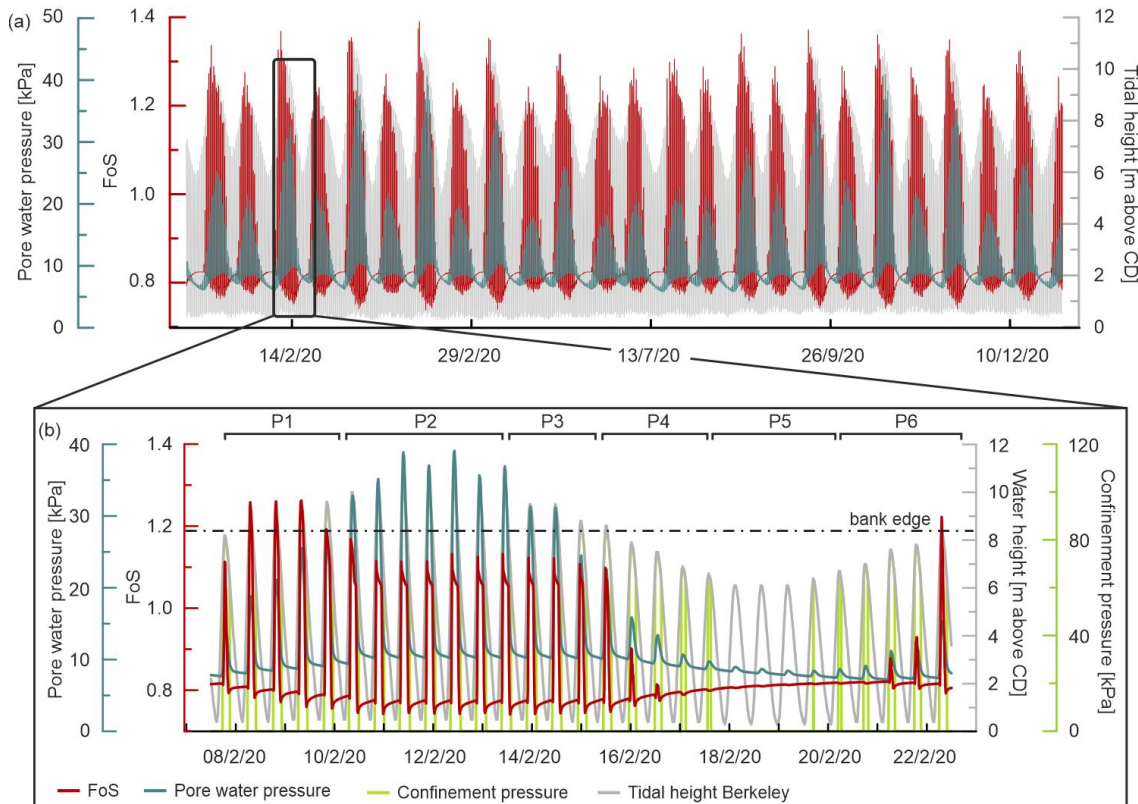 (a)
50
40
30
20
10
0
Pore water pressure [kPa]
1.4
1.2
1.0
0.8
FoS
12
10
8
6
4
2
0
Tidal height [m above CD]
14/2/20
29/2/20
13/7/20
26/9/20
10/12/20
(b)
P1
P2
P3
P4
P5
P6
40
30
20
10
0
Pore water pressure [kPa]
1.4
1.2
1.0
0.8
FoS
bank edge
12
10
8
6
4
2
0
Water height [m above CD]
120
80
40
0
Confinenment pressure [kPa]
08/2/20
10/2/20
12/2/20
14/2/20
16/2/20
18/2/20
20/2/20
22/2/20
FoS
Pore water pressure
Confinement pressure
Tidal height Berkeley